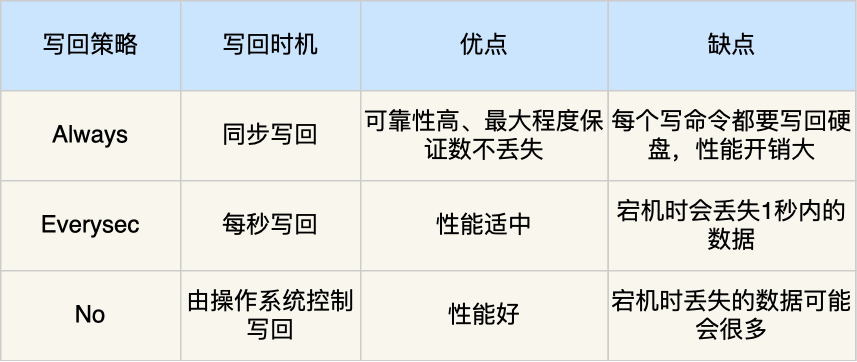 写回策略
写回时机
优点
缺点
Always
同步写回
可靠性高、最大程度保
证数不丢失
每个写命令都要写回硬
盘，性能开销大
Everysec
每秒写回
性能适中
宕机时会丢失1秒内的
数据
No
由操作系统控制
写回
性能好
宕机时丢失的数据可能
会很多